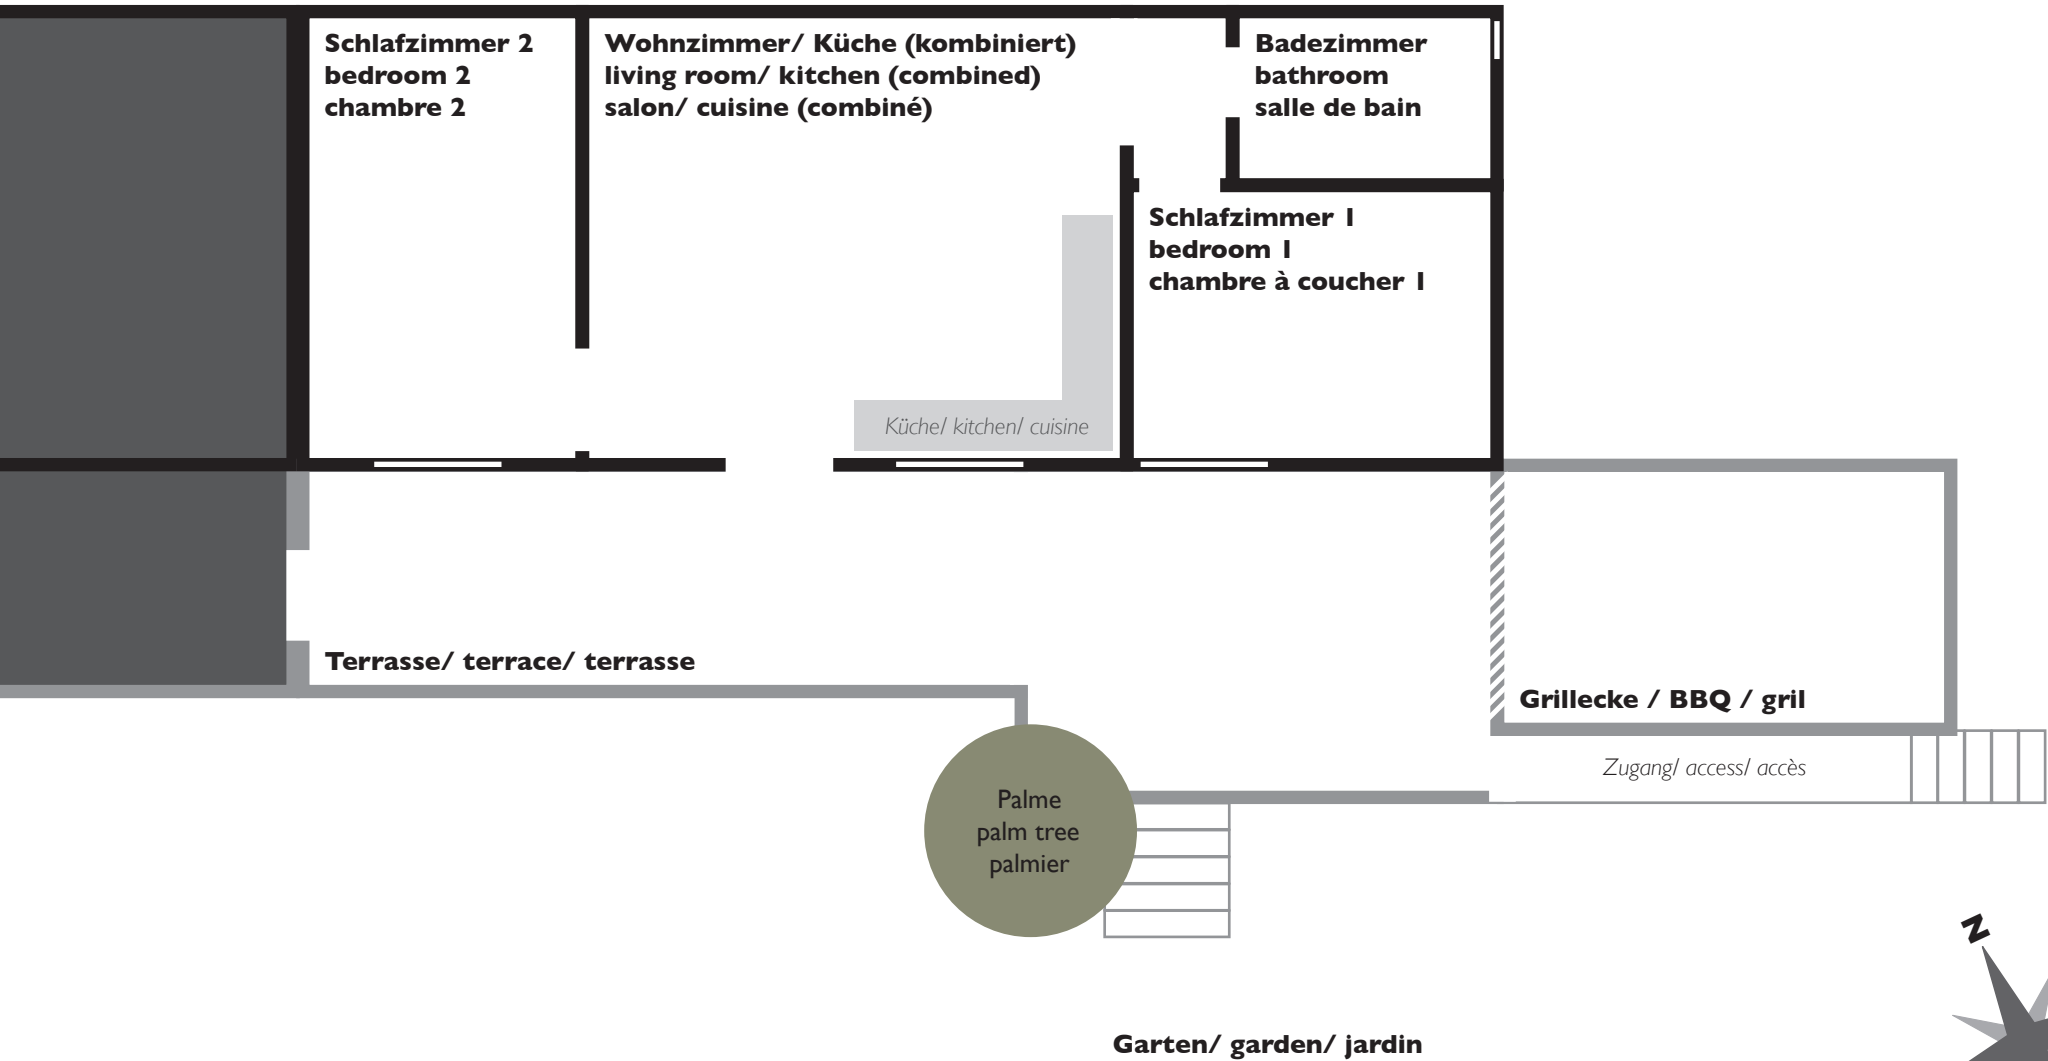 Schlafzimmer 2
bedroom 2
chambre 2
Wohnzimmer/ Küche (kombiniert)
living room/ kitchen (combined)
salon/ cuisine (combiné)
Badezimmer
bathroom
salle de bain
Schlafzimmer 1
bedroom 1
chambre à coucher 1
Küche/ kitchen/ cuisine
Terrasse/ terrace/ terrasse
Grillecke / BBQ / gril
Zugang/ access/ accès
Palme
palm tree
palmier
N
Garten/ garden/ jardin